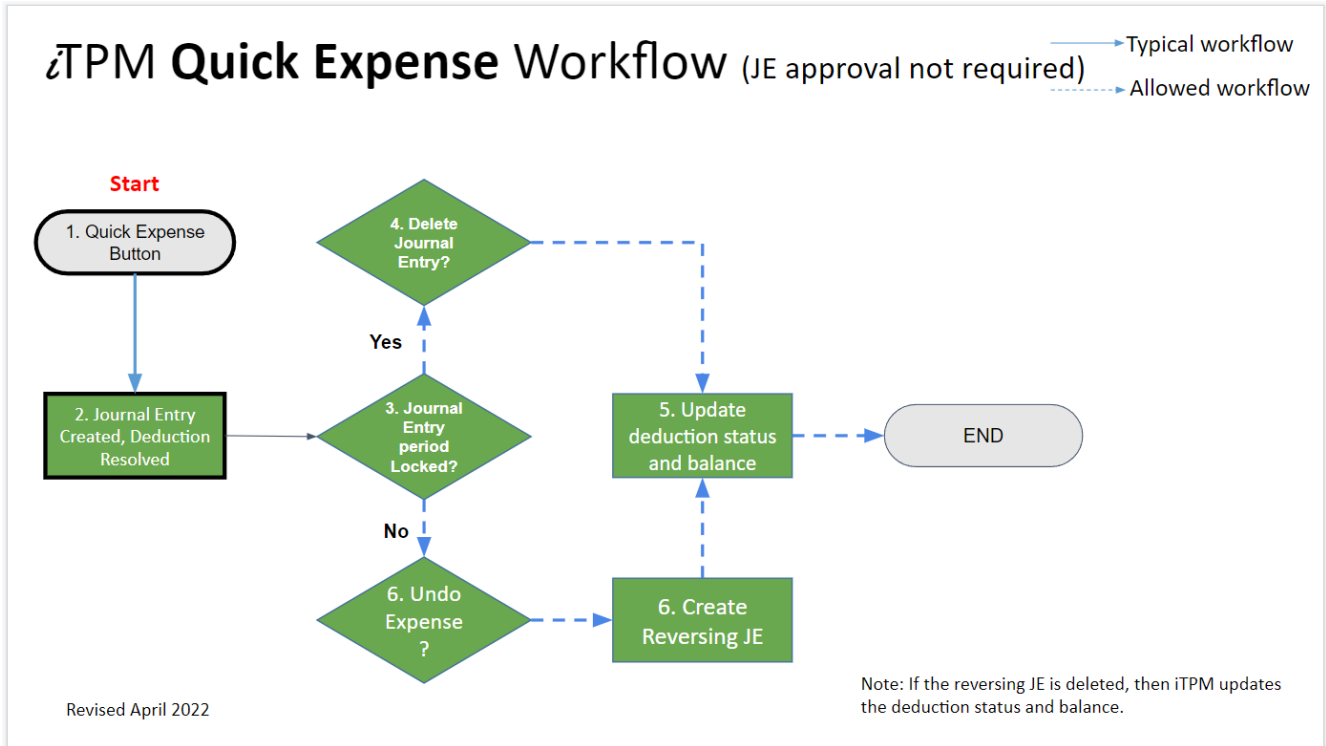 iTPM Quick Expense Workflow (JE approval not required)
Typical workflow
Allowed workflow
Start
1. Quick Expense
Button
4. Delete
Journal
Entry?
Yes
2. Journal Entry
Created, Deduction
Resolved
3. Journal
Entry
period
Locked?
5. Update
deduction status
and balance
END
No
6. Undo
Expense
?
6. Create
Reversing JE
Note: If the reversing JE is deleted, then iTPM updates
the deduction status and balance.
Revised April 2022